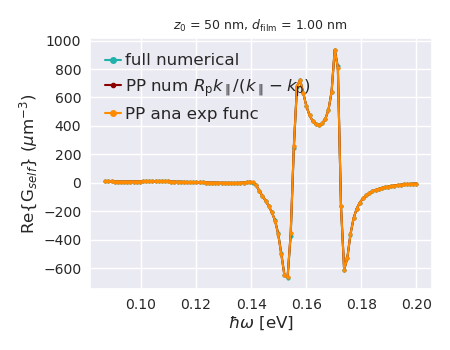 z₀ = 50 nm, d_film = 1.00 nm
1000
800
600
400
200
0
−200
−400
−600
Re{G_self} (μm⁻³)
full numerical
PP num R_p k_∥/(k_∥ − k_p)
PP ana exp func
0.10 0.12 0.14 0.16 0.18 0.20
ħω [eV]